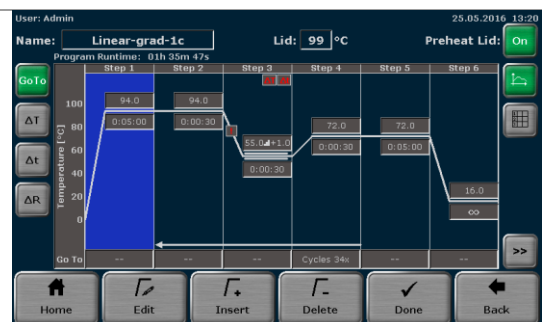 User: Admin
25.05.2016 13:20
Name: Linear-grad-1c
Lid: 99 °C
Preheat Lid: On
Program Runtime: 01h 35m 47s
GoTo
ΔT
Δt
ΔR
Step 1 Step 2 Step 3 Step 4 Step 5 Step 6
Temperature [°C]
100
80
60
40
20
0
94.0
0:05:00
94.0
0:00:30
55.0 +1.0
0:00:30
72.0
0:00:30
72.0
0:05:00
16.0
∞
Go To -- -- -- Cycles 34x -- --
>>
Home Edit Insert Delete Done Back